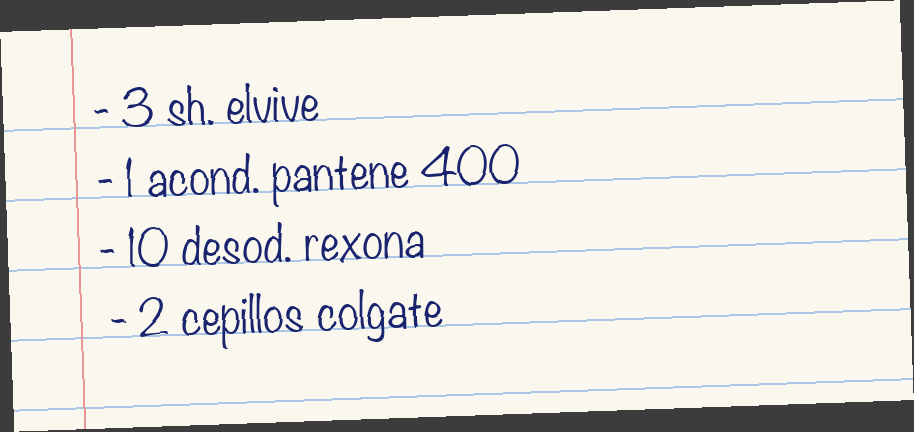 - 3 sh. elvive
- 1 acond. pantene 400
- 10 desod. rexona
- 2 cepillos colgate